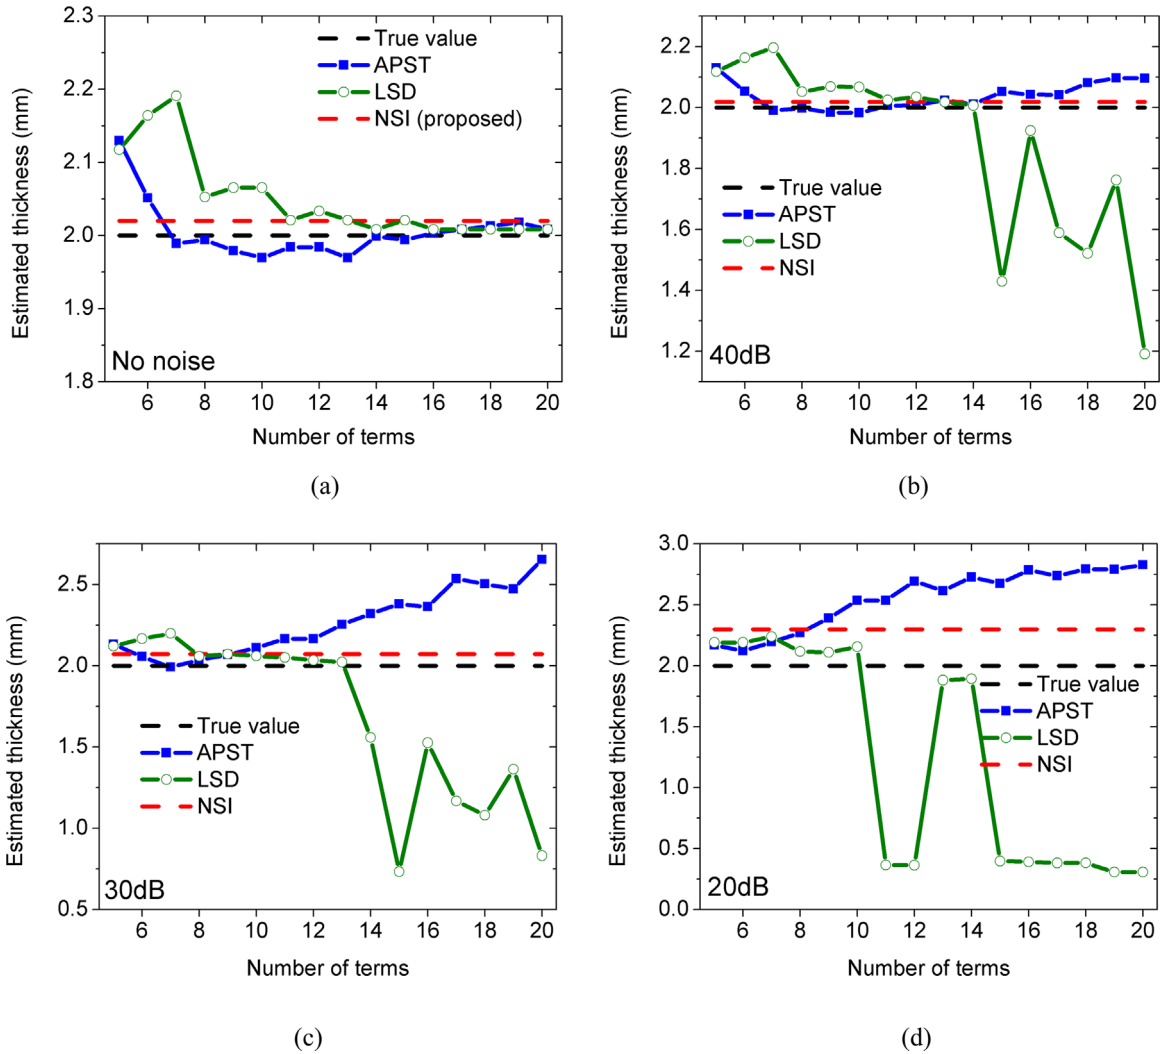 2.3
2.2
2.1
2.0
1.9
1.8
Estimated thickness (mm)
True value
APST
LSD
NSI (proposed)
No noise
6 8 10 12 14 16 18 20
Number of terms
(a)
2.2
2.0
1.8
1.6
1.4
1.2
Estimated thickness (mm)
True value
APST
LSD
NSI
40dB
6 8 10 12 14 16 18 20
Number of terms
(b)
2.5
2.0
1.5
1.0
0.5
Estimated thickness (mm)
True value
APST
LSD
NSI
30dB
6 8 10 12 14 16 18 20
Number of terms
(c)
3.0
2.5
2.0
1.5
1.0
0.5
0.0
Estimated thickness (mm)
True value
APST
LSD
NSI
20dB
6 8 10 12 14 16 18 20
Number of terms
(d)